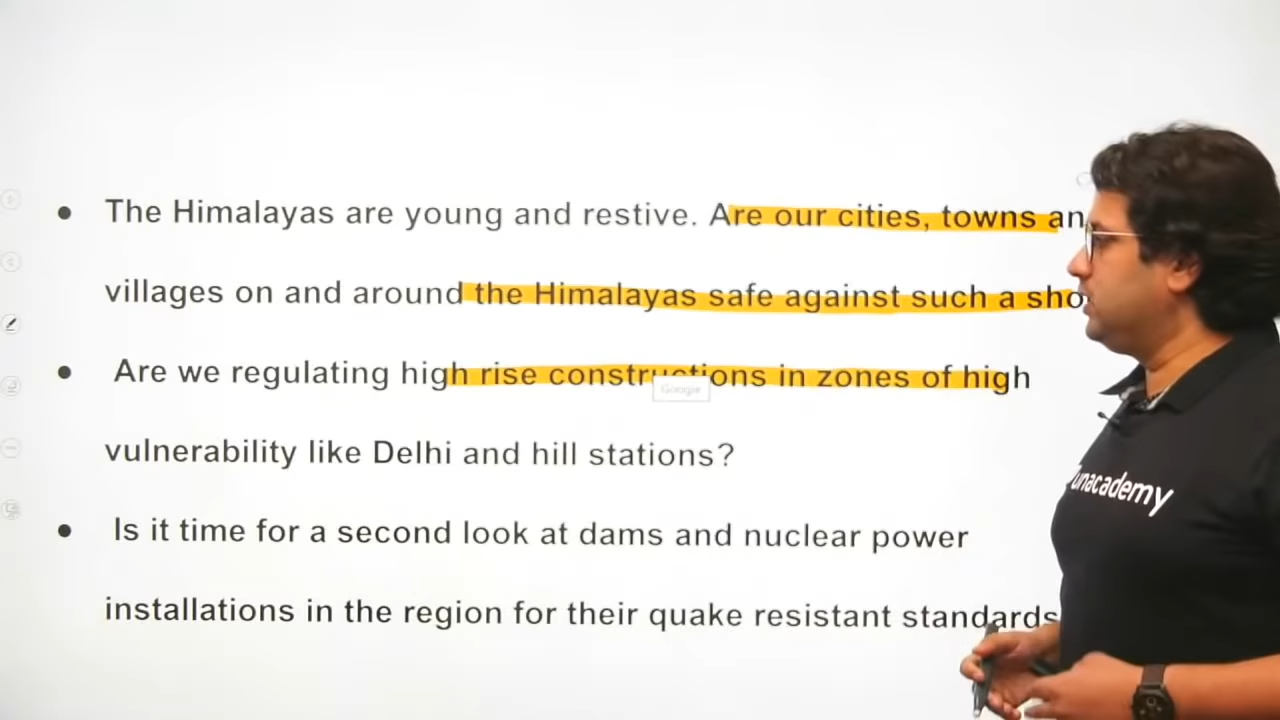 ● The Himalayas are young and restive. Are our cities, towns an
villages on and around the Himalayas safe against such a sho
● Are we regulating high rise constructions in zones of high
vulnerability like Delhi and hill stations?
● Is it time for a second look at dams and nuclear power
installations in the region for their quake resistant standards
Google
unacademy